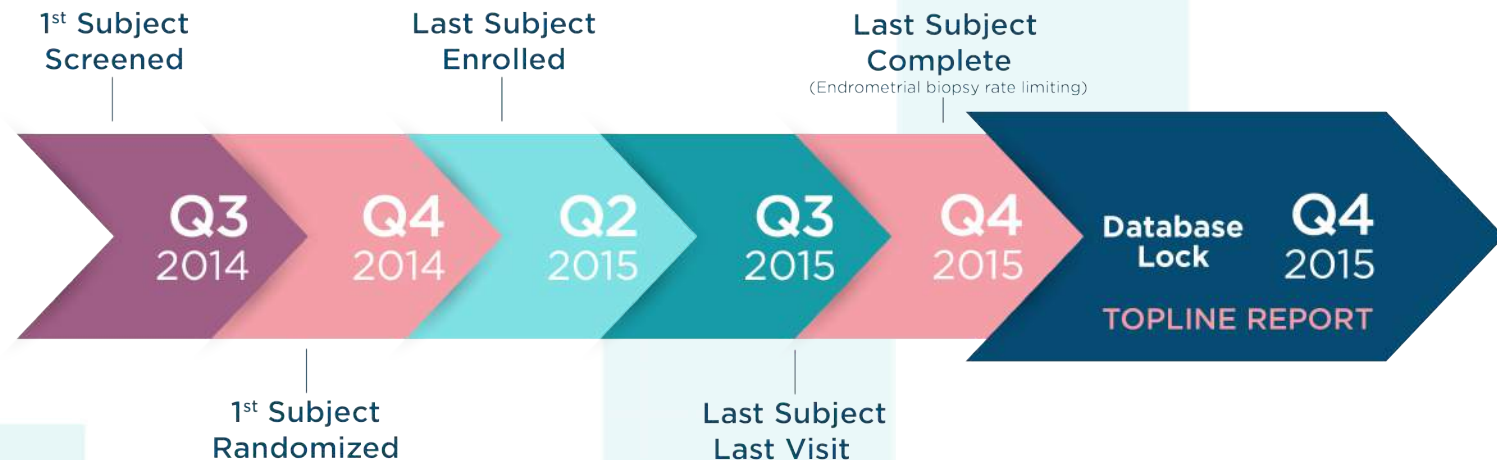 1st Subject
Screened
Last Subject
Enrolled
Last Subject
Complete
(Endrometrial biopsy rate limiting)
Q3
2014
Q4
2014
Q2
2015
Q3
2015
Q4
2015
Database
Lock
Q4
2015
TOPLINE REPORT
1st Subject
Randomized
Last Subject
Last Visit